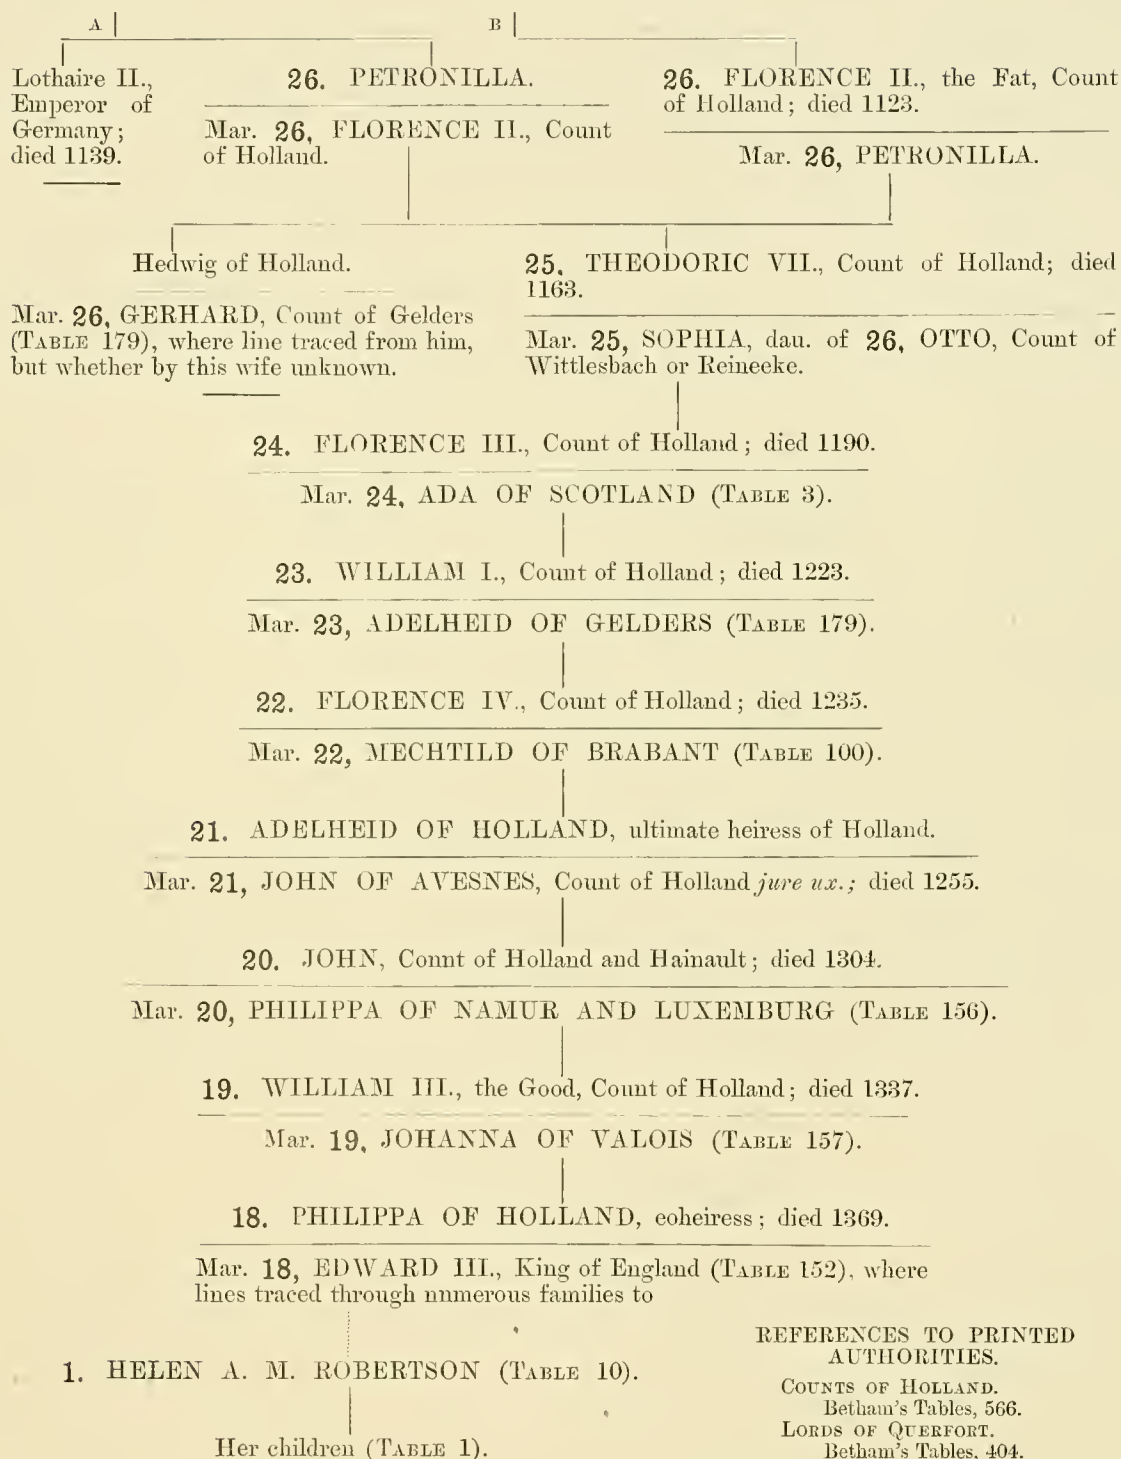 A B
Lothaire II.,
Emperor of
Germany;
died 1139.
26. PETRONILLA.
Mar. 26, FLORENCE II., Count
of Holland.
26. FLORENCE II., the Fat, Count
of Holland; died 1123.
Mar. 26, PETRONILLA.
Hedwig of Holland.
Mar. 26, GERHARD, Count of Gelders
(TABLE 179), where line traced from him,
but whether by this wife unknown.
25. THEODORIC VII., Count of Holland; died
1163.
Mar. 25, SOPHIA, dau. of 26, OTTO, Count of
Wittlesbach or Reineeke.
24. FLORENCE III., Count of Holland; died 1190.
Mar. 24, ADA OF SCOTLAND (TABLE 3).
23. WILLIAM I., Count of Holland; died 1223.
Mar. 23, ADELHEID OF GELDERS (TABLE 179).
22. FLORENCE IV., Count of Holland; died 1235.
Mar. 22, MECHTILD OF BRABANT (TABLE 100).
21. ADELHEID OF HOLLAND, ultimate heiress of Holland.
Mar. 21, JOHN OF AVESNES, Count of Holland jure ux.; died 1255.
20. JOHN, Count of Holland and Hainault; died 1304.
Mar. 20, PHILIPPA OF NAMUR AND LUXEMBURG (TABLE 156).
19. WILLIAM III., the Good, Count of Holland; died 1337.
Mar. 19, JOHANNA OF VALOIS (TABLE 157).
18. PHILIPPA OF HOLLAND, coheiress; died 1369.
Mar. 18, EDWARD III., King of England (TABLE 152), where
lines traced through numerous families to
1. HELEN A. M. ROBERTSON (TABLE 10).
Her children (TABLE 1).
REFERENCES TO PRINTED
AUTHORITIES.
COUNTS OF HOLLAND.
Betham's Tables, 566.
LORDS OF QUERFORT.
Betham's Tables, 404.